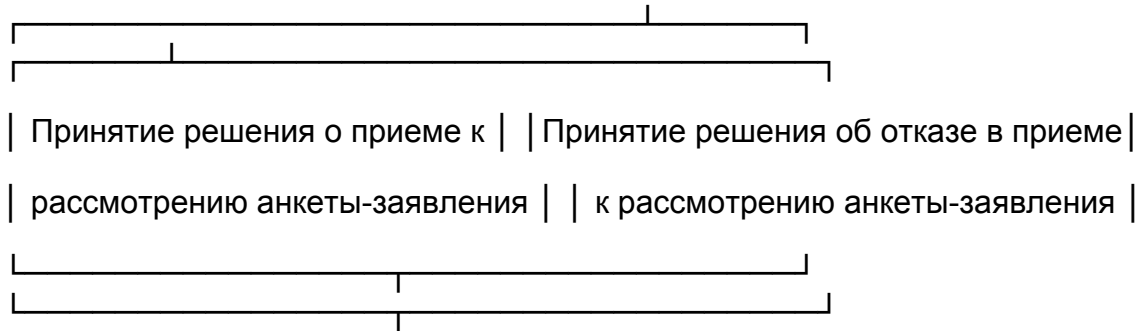 │ Принятие решения о приеме к │ │Принятие решения об отказе в приеме│
│ рассмотрению анкеты-заявления │ │ к рассмотрению анкеты-заявления │